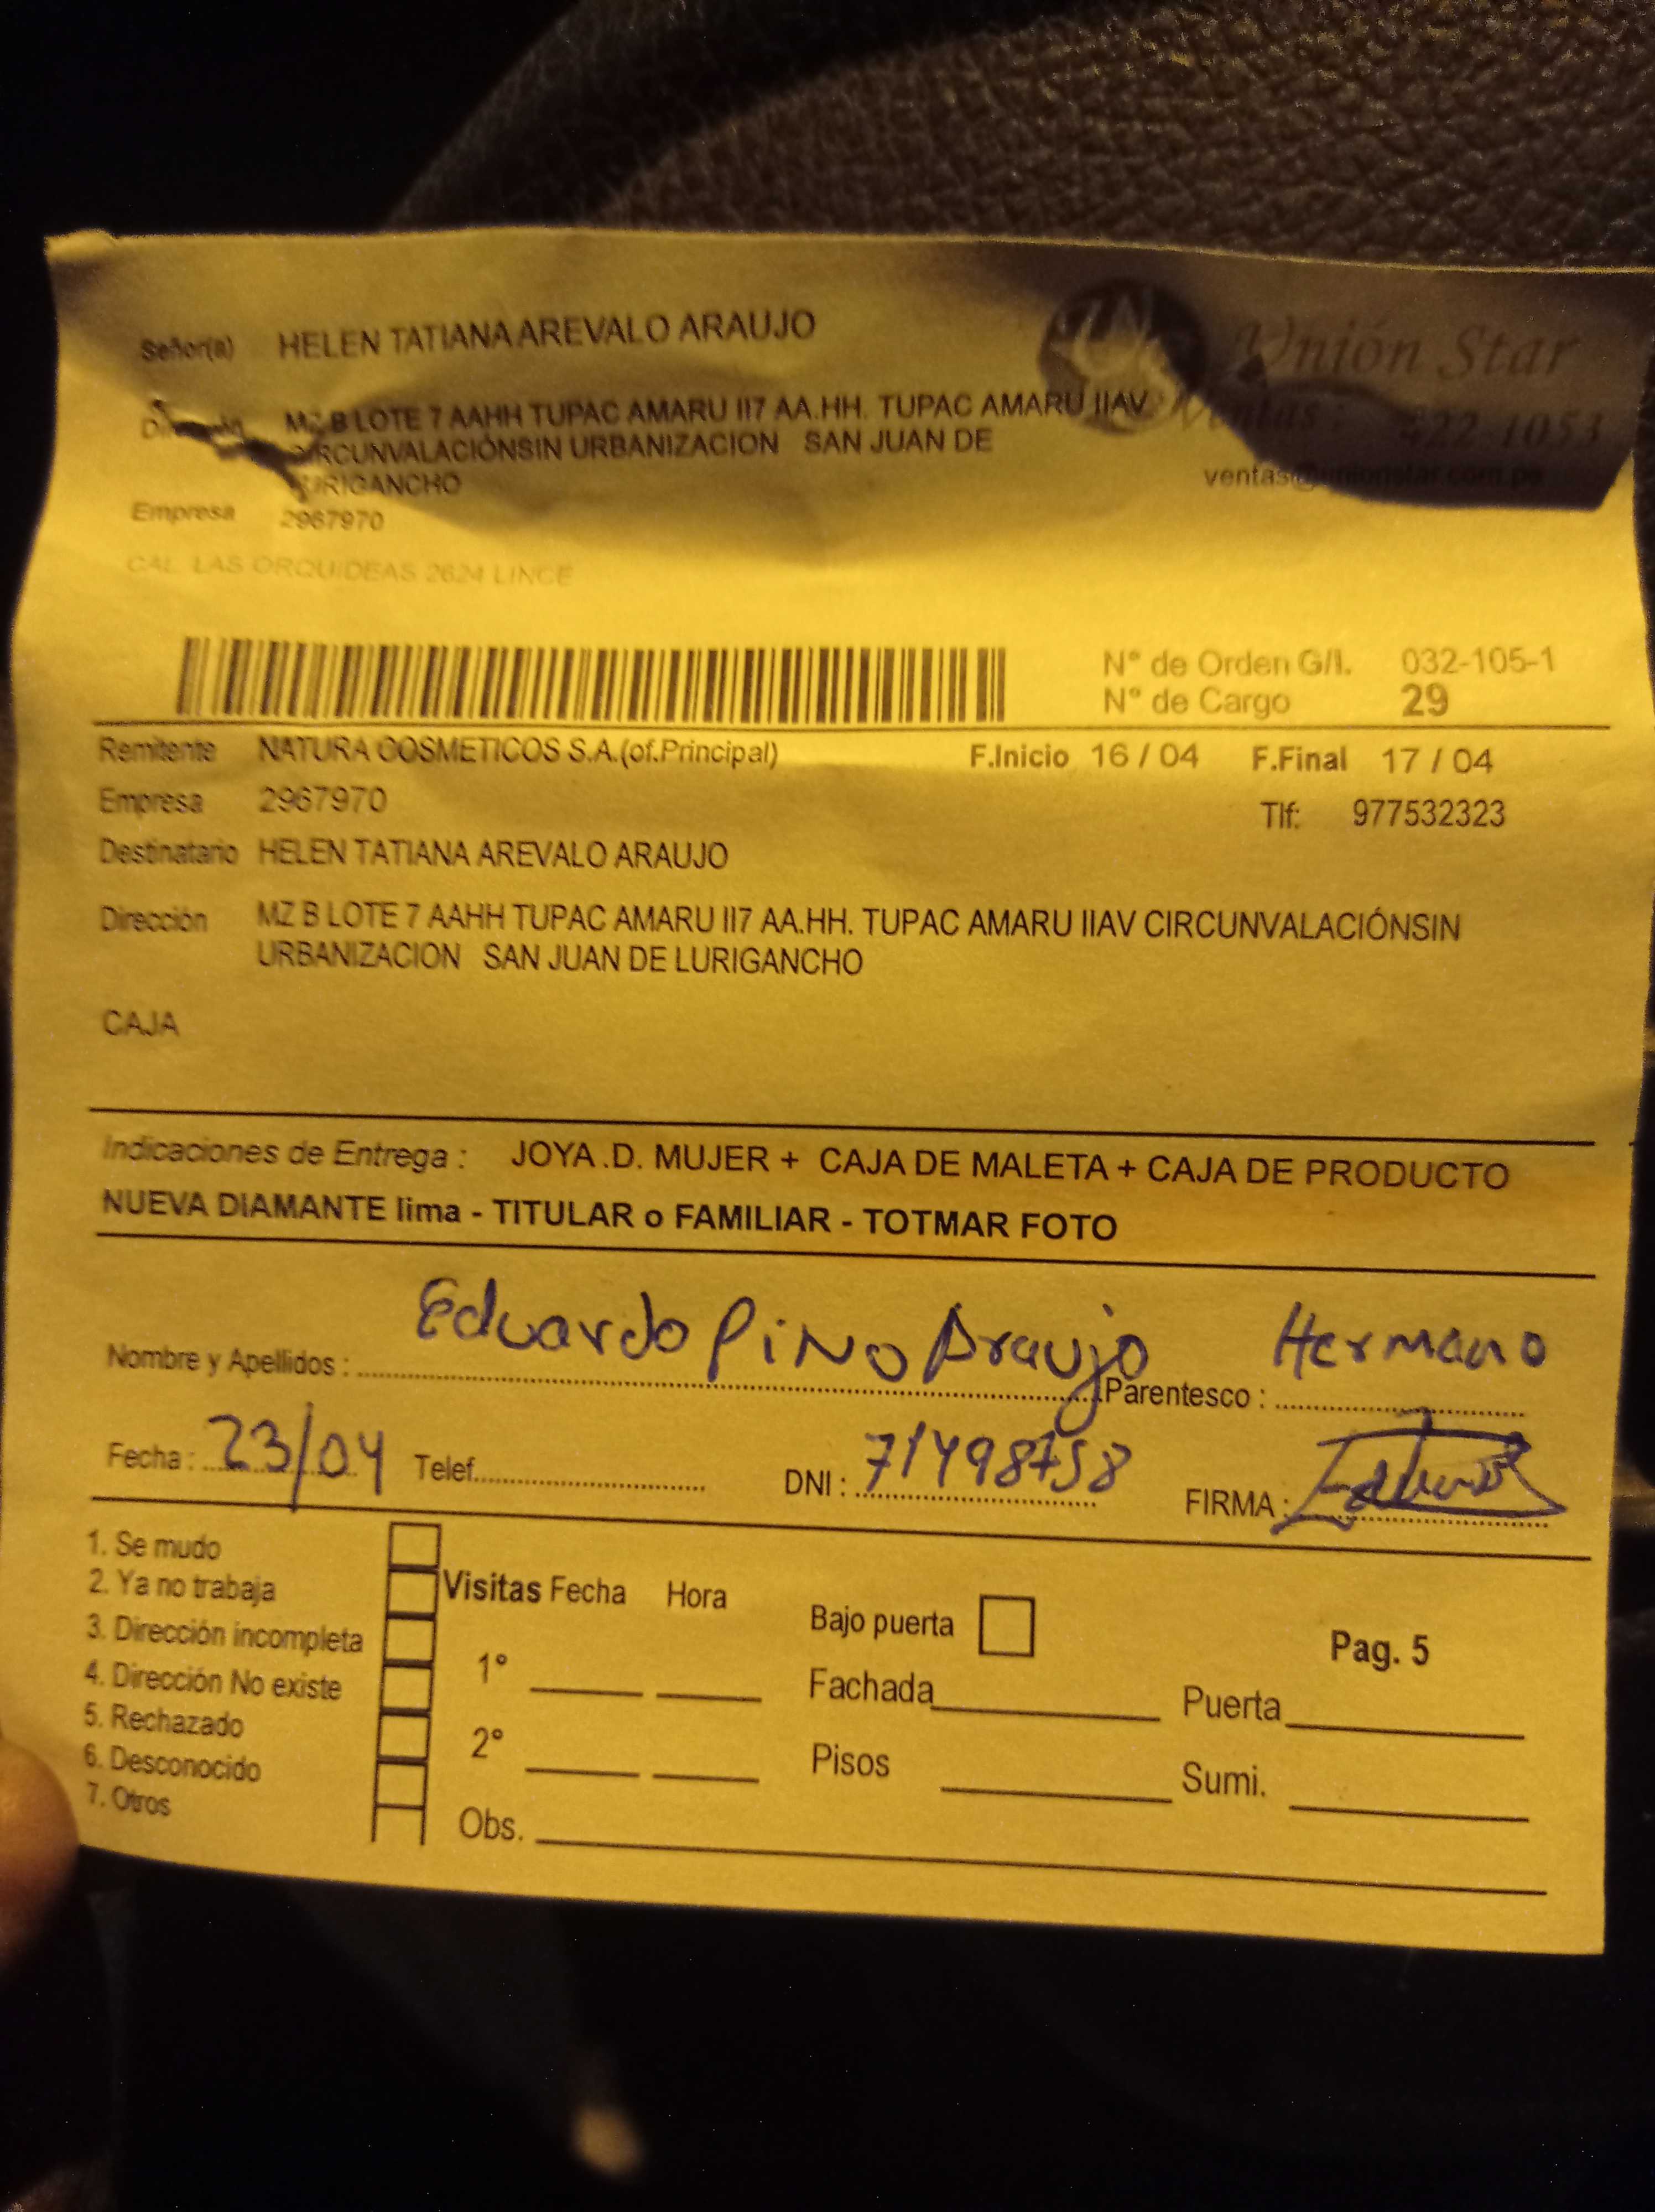 Señor(a) HELEN TATIANA AREVALO ARAUJO
Unión Star
Dirección MZ B LOTE 7 AAHH TUPAC AMARU II7 AA.HH. TUPAC AMARU IIAV
Ventas: 422-1053
CIRCUNVALACIÓNSIN URBANIZACION SAN JUAN DE
LURIGANCHO
ventas@unionstar.com.pe
Empresa 2967970
CAL. LAS ORQUIDEAS 2624 LINCE
N° de Orden G/I. 032-105-1
N° de Cargo 29
Remitente NATURA COSMETICOS S.A.(of.Principal) F.Inicio 16 / 04 F.Final 17 / 04
Empresa 2967970 Tlf: 977532323
Destinatario HELEN TATIANA AREVALO ARAUJO
Dirección MZ B LOTE 7 AAHH TUPAC AMARU II7 AA.HH. TUPAC AMARU IIAV CIRCUNVALACIÓNSIN
URBANIZACION SAN JUAN DE LURIGANCHO
CAJA
Indicaciones de Entrega : JOYA .D. MUJER + CAJA DE MALETA + CAJA DE PRODUCTO
NUEVA DIAMANTE lima - TITULAR o FAMILIAR - TOTMAR FOTO
Nombre y Apellidos : Eduardo PiNo Araujo Parentesco : Hermano
Fecha : 23/04 Telef. DNI : 71498758 FIRMA :
1. Se mudo
2. Ya no trabaja
3. Dirección incompleta
4. Dirección No existe
5. Rechazado
6. Desconocido
7. Otros
Visitas Fecha Hora
1°
2°
Obs.
Bajo puerta
Fachada
Pisos
Pag. 5
Puerta
Sumi.